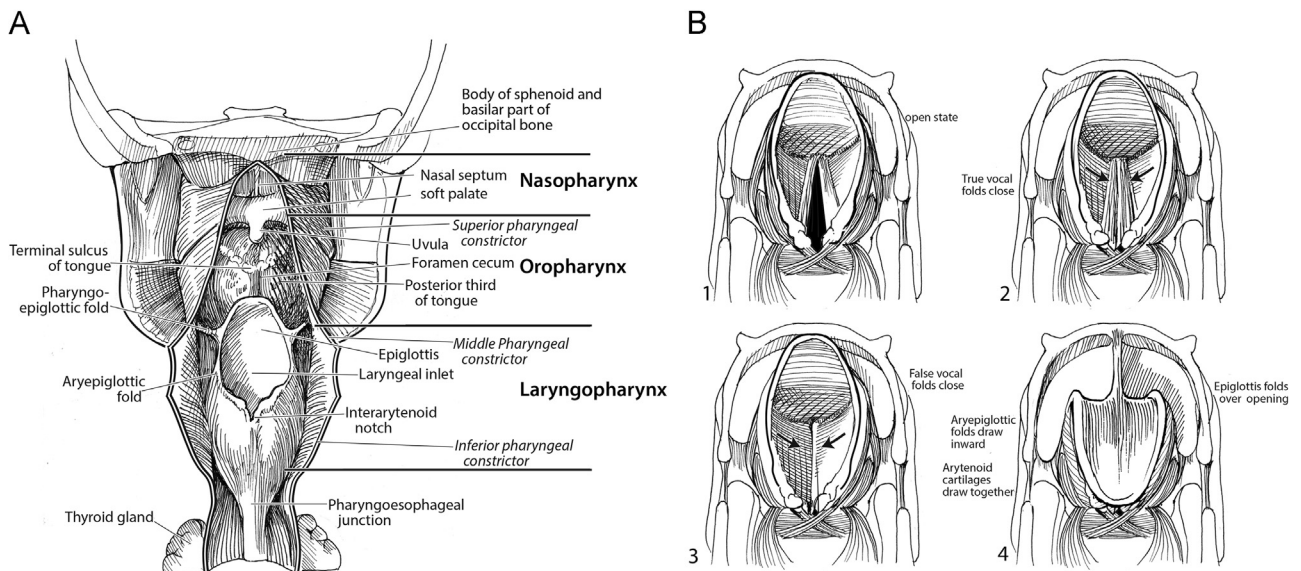 A
Body of sphenoid and
basilar part of
occipital bone
Nasal septum
soft palate
Nasopharynx
Superior pharyngeal
constrictor
Uvula
Foramen cecum
Oropharynx
Posterior third
of tongue
Terminal sulcus
of tongue
Pharyngo-
epiglottic fold
Middle Pharyngeal
constrictor
Epiglottis
Laryngeal inlet
Laryngopharynx
Aryepiglottic
fold
Interarytenoid
notch
Inferior pharyngeal
constrictor
Pharyngoesophageal
junction
Thyroid gland
B
open state
1
True vocal
folds close
2
False vocal
folds close
3
Aryepiglottic
folds draw
inward
Arytenoid
cartilages
draw together
Epiglottis folds
over opening
4